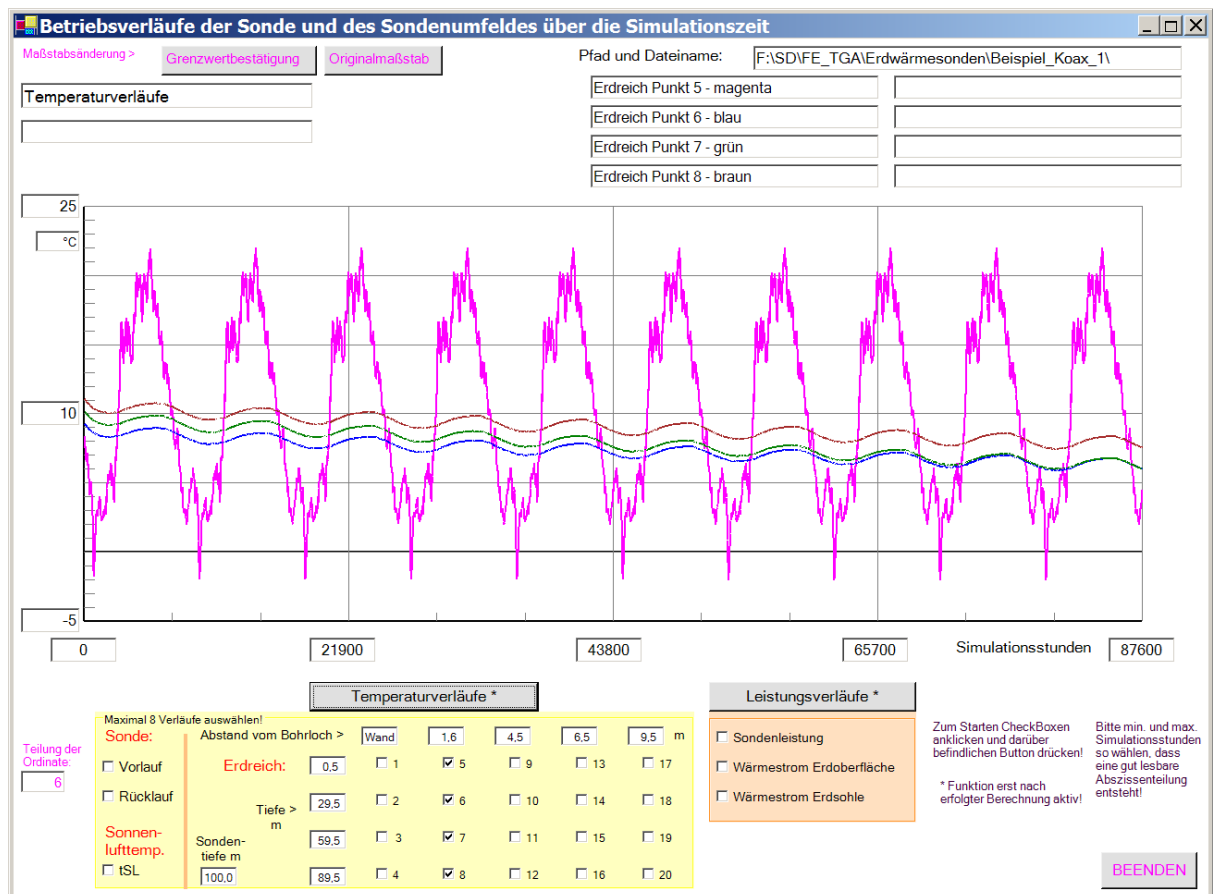 Betriebsverläufe der Sonde und des Sondenumfeldes über die Simulationszeit
Maßstabsänderung >
Grenzwertbestätigung
Originalmaßstab
Pfad und Dateiname:
F:\SD\FE_TGA\Erdwärmesonden\Beispiel_Koax_1\
Temperaturverläufe
Erdreich Punkt 5 - magenta
Erdreich Punkt 6 - blau
Erdreich Punkt 7 - grün
Erdreich Punkt 8 - braun
25
°C
10
-5
0
21900
43800
65700
Simulationsstunden
87600
Temperaturverläufe *
Leistungsverläufe *
Teilung der
Ordinate:
6
Maximal 8 Verläufe auswählen!
Sonde:
Vorlauf
Rücklauf
Sonnen-
lufttemp.
tSL
Abstand vom Bohrloch >
Wand
1,6
4,5
6,5
9,5
m
Erdreich:
0,5
1
5
9
13
17
Tiefe >
m
29,5
2
6
10
14
18
Sonden-
tiefe m
59,5
3
7
11
15
19
100,0
89,5
4
8
12
16
20
Sondenleistung
Wärmestrom Erdoberfläche
Wärmestrom Erdsohle
Zum Starten CheckBoxen
anklicken und darüber
befindlichen Button drücken!
* Funktion erst nach
erfolgter Berechnung aktiv!
Bitte min. und max.
Simulationsstunden
so wählen, dass
eine gut lesbare
Abszissenteilung
entsteht!
BEENDEN